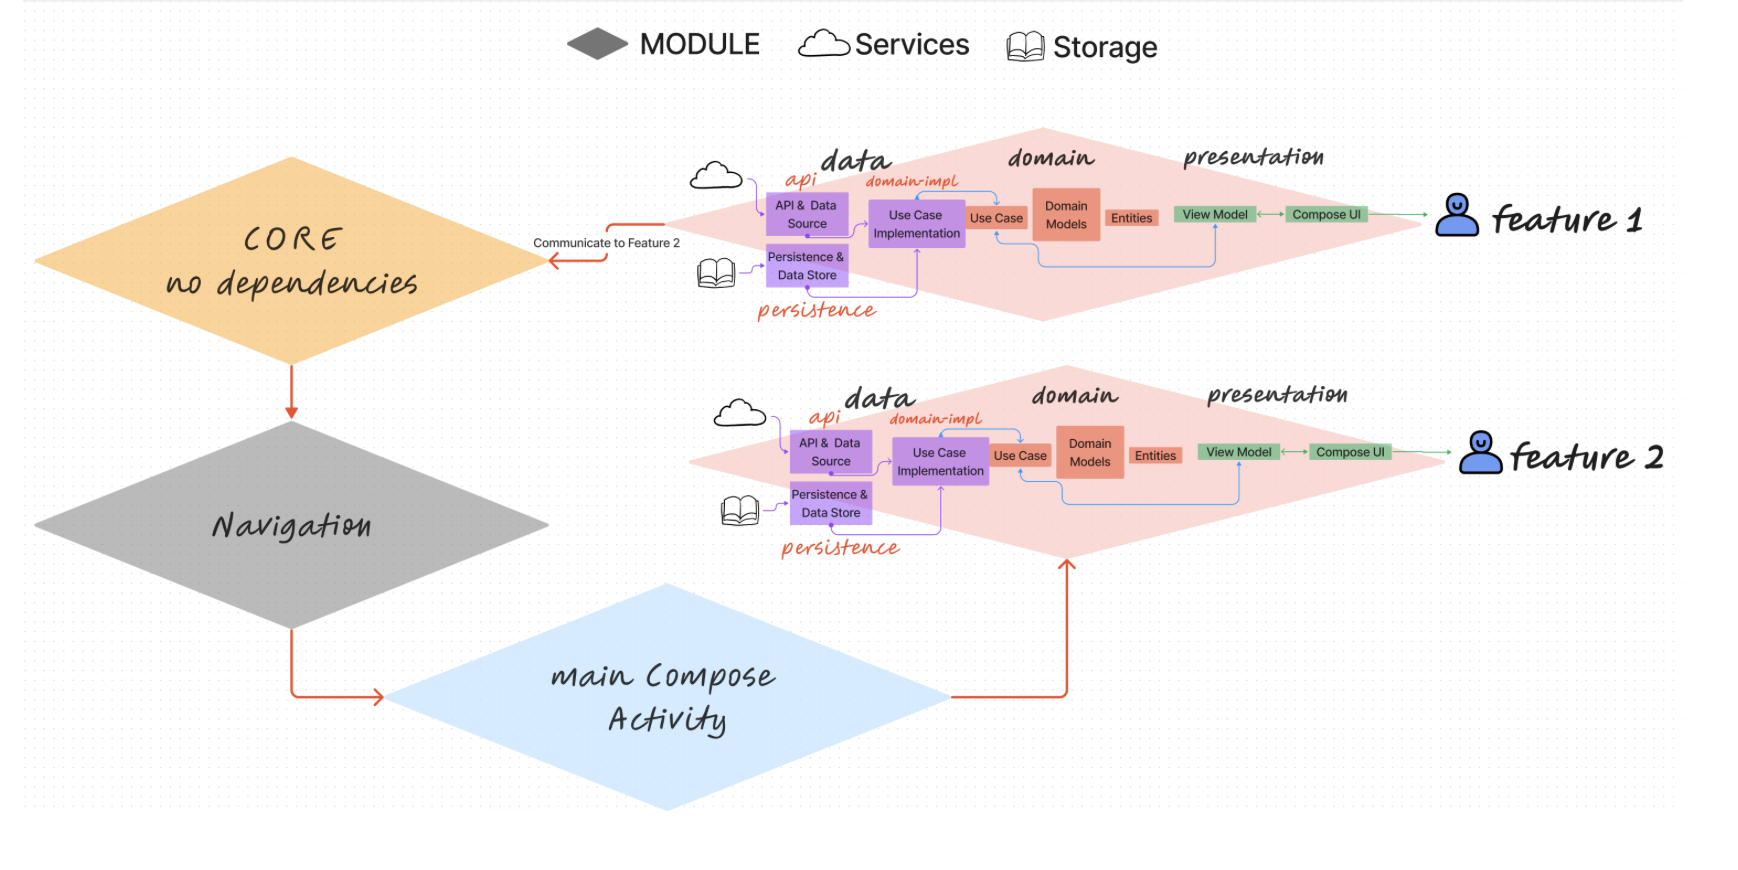 MODULE
Services
Storage
CORE
no dependencies
Communicate to Feature 2
data
domain
presentation
api
domain-impl
API & Data
Source
Use Case
Implementation
Use Case
Domain
Models
Entities
View Model
Compose UI
feature 1
Persistence &
Data Store
persistence
data
domain
presentation
api
domain-impl
API & Data
Source
Use Case
Implementation
Use Case
Domain
Models
Entities
View Model
Compose UI
feature 2
Persistence &
Data Store
persistence
Navigation
main Compose
Activity